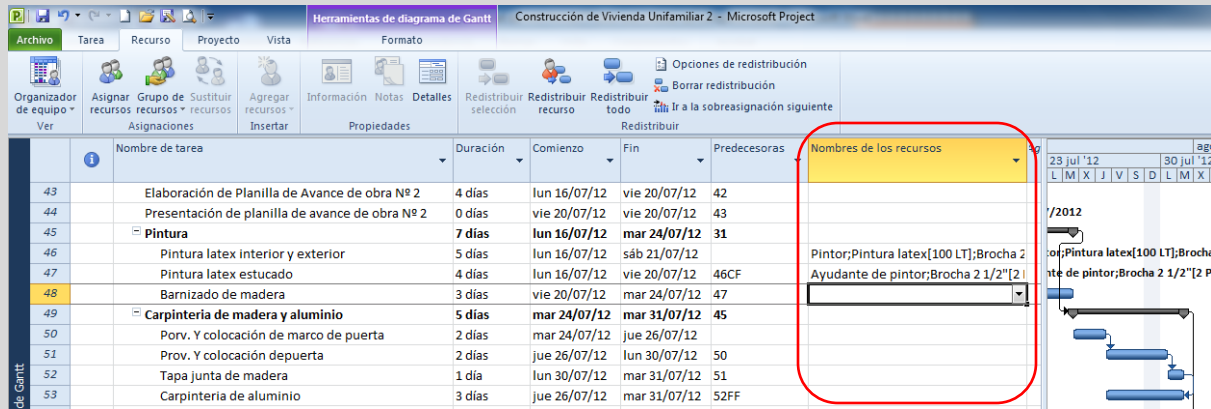 Herramientas de diagrama de Gantt Construcción de Vivienda Unifamiliar 2 - Microsoft Project
Archivo Tarea Recurso Proyecto Vista Formato
Organizador de equipo
Asignar recursos
Grupo de recursos
Sustituir recursos
Agregar recursos
Información
Notas
Detalles
Redistribuir selección
Redistribuir recurso
Redistribuir todo
Opciones de redistribución
Borrar redistribución
Ir a la sobreasignación siguiente
Ver Asignaciones Insertar Propiedades Redistribuir
Nombre de tarea Duración Comienzo Fin Predecesoras Nombres de los recursos
23 jul '12 30 jul '12
L M X J V S D L M X
43 Elaboración de Planilla de Avance de obra Nº 2 4 días lun 16/07/12 vie 20/07/12 42
44 Presentación de planilla de avance de obra Nº 2 0 días vie 20/07/12 vie 20/07/12 43 /2012
45 Pintura 7 días lun 16/07/12 mar 24/07/12 31
46 Pintura latex interior y exterior 5 días lun 16/07/12 sáb 21/07/12 Pintor;Pintura latex[100 LT];Brocha 2 or;Pintura latex[100 LT];Brocha
47 Pintura latex estucado 4 días lun 16/07/12 vie 20/07/12 46CF Ayudante de pintor;Brocha 2 1/2"[2 nte de pintor;Brocha 2 1/2"[2 P
48 Barnizado de madera 3 días vie 20/07/12 mar 24/07/12 47
49 Carpinteria de madera y aluminio 5 días mar 24/07/12 mar 31/07/12 45
50 Porv. Y colocación de marco de puerta 2 días mar 24/07/12 jue 26/07/12
51 Prov. Y colocación depuerta 2 días jue 26/07/12 lun 30/07/12 50
52 Tapa junta de madera 1 día lun 30/07/12 mar 31/07/12 51
53 Carpinteria de aluminio 3 días jue 26/07/12 mar 31/07/12 52FF
de Gantt